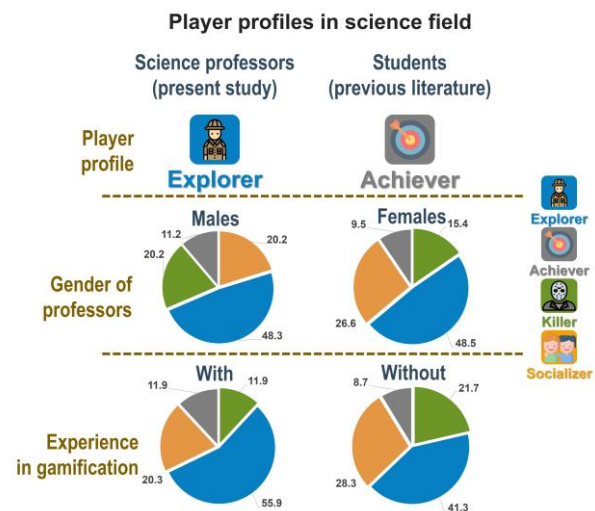 Player profiles in science field
Science professors
(present study)
Students
(previous literature)
Player
profile
Explorer
Achiever
Explorer
Achiever
Killer
Socializer
Gender of
professors
Males
11.2
20.2
20.2
48.3
Females
9.5
15.4
26.6
48.5
Experience
in gamification
With
11.9
11.9
20.3
55.9
Without
8.7
21.7
28.3
41.3